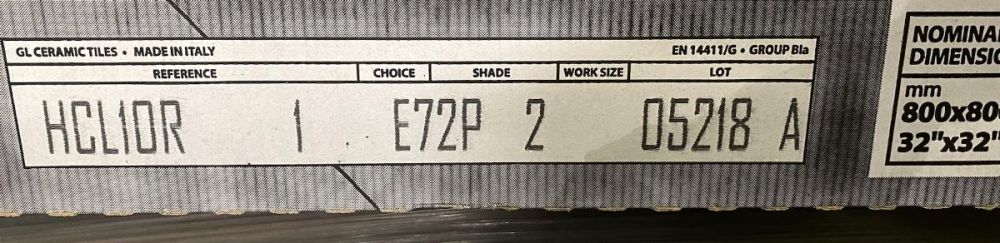 GL CERAMIC TILES • MADE IN ITALY EN 14411/G • GROUP BIa
REFERENCE CHOICE SHADE WORK SIZE LOT
HCL10R 1 E72P 2 05218 A
NOMINA
DIMENSI
mm
800x80
32"x32"